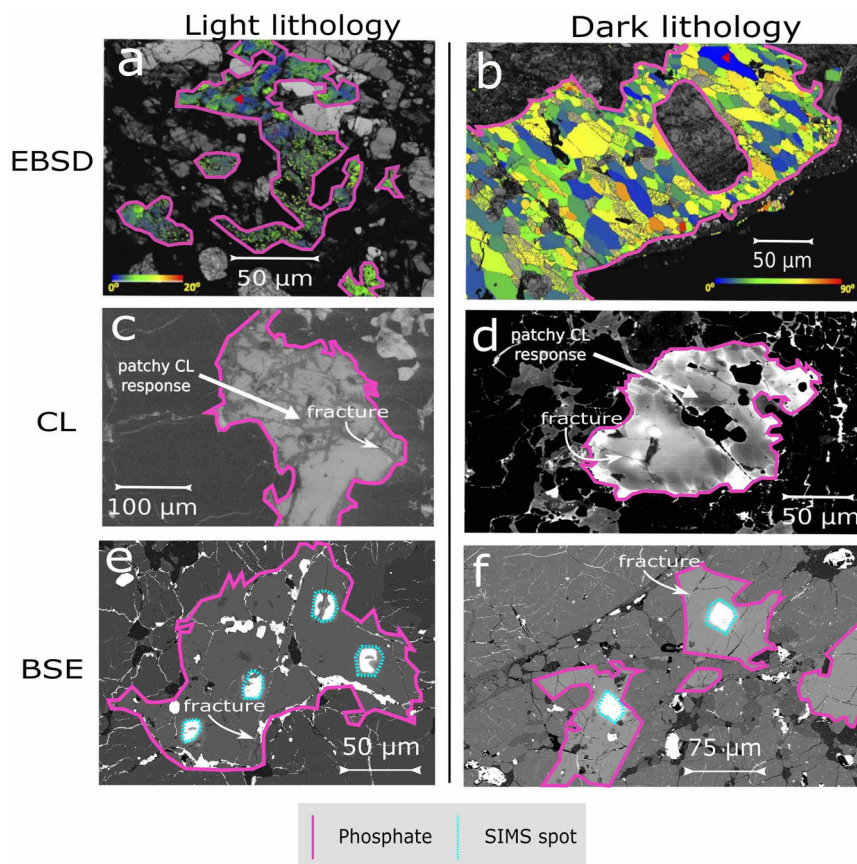 Light lithology
Dark lithology
EBSD
a
50 μm
0°
20°
b
50 μm
0°
90°
CL
c
patchy CL
response
fracture
100 μm
d
patchy CL
response
fracture
50 μm
BSE
e
fracture
50 μm
f
fracture
75 μm
Phosphate
SIMS spot